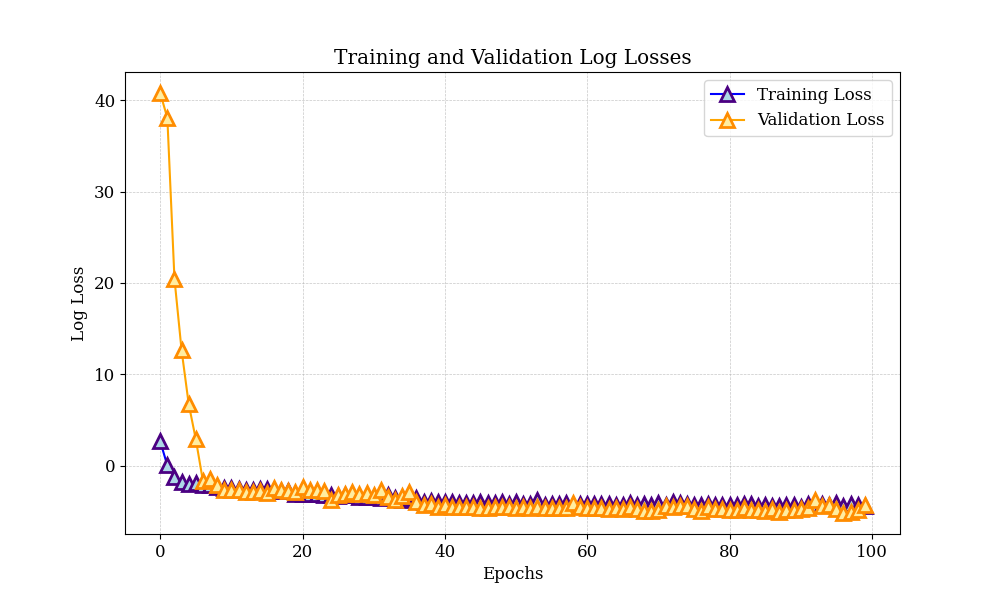 Training and Validation Log Losses
Training Loss
Validation Loss
Log Loss
40
30
20
10
0
0 20 40 60 80 100
Epochs